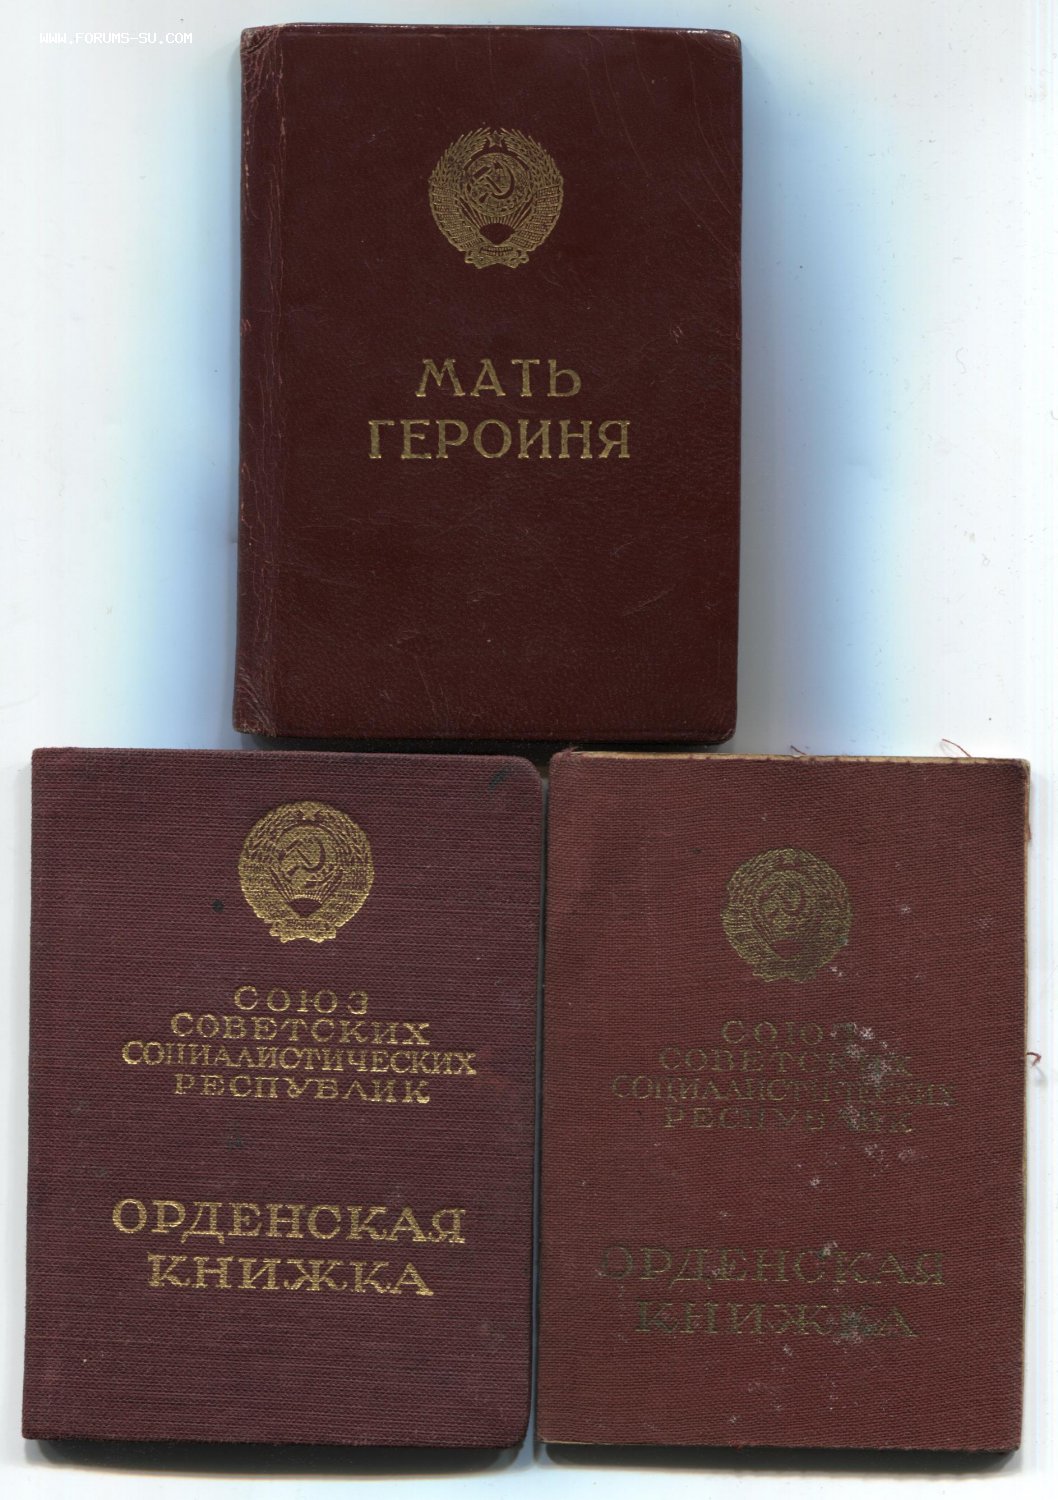 WWW.FORUMS-SU.COM
МАТЬ
ГЕРОИНЯ
СОЮЗ
СОВЕТСКИХ
СОЦИАЛИСТИЧЕСКИХ
РЕСПУБЛИК
ОРДЕНСКАЯ
КНИЖКА
СОЮЗ
СОВЕТСКИХ
СОЦИАЛИСТИЧЕСКИХ
РЕСПУБЛИК
ОРДЕНСКАЯ
КНИЖКА